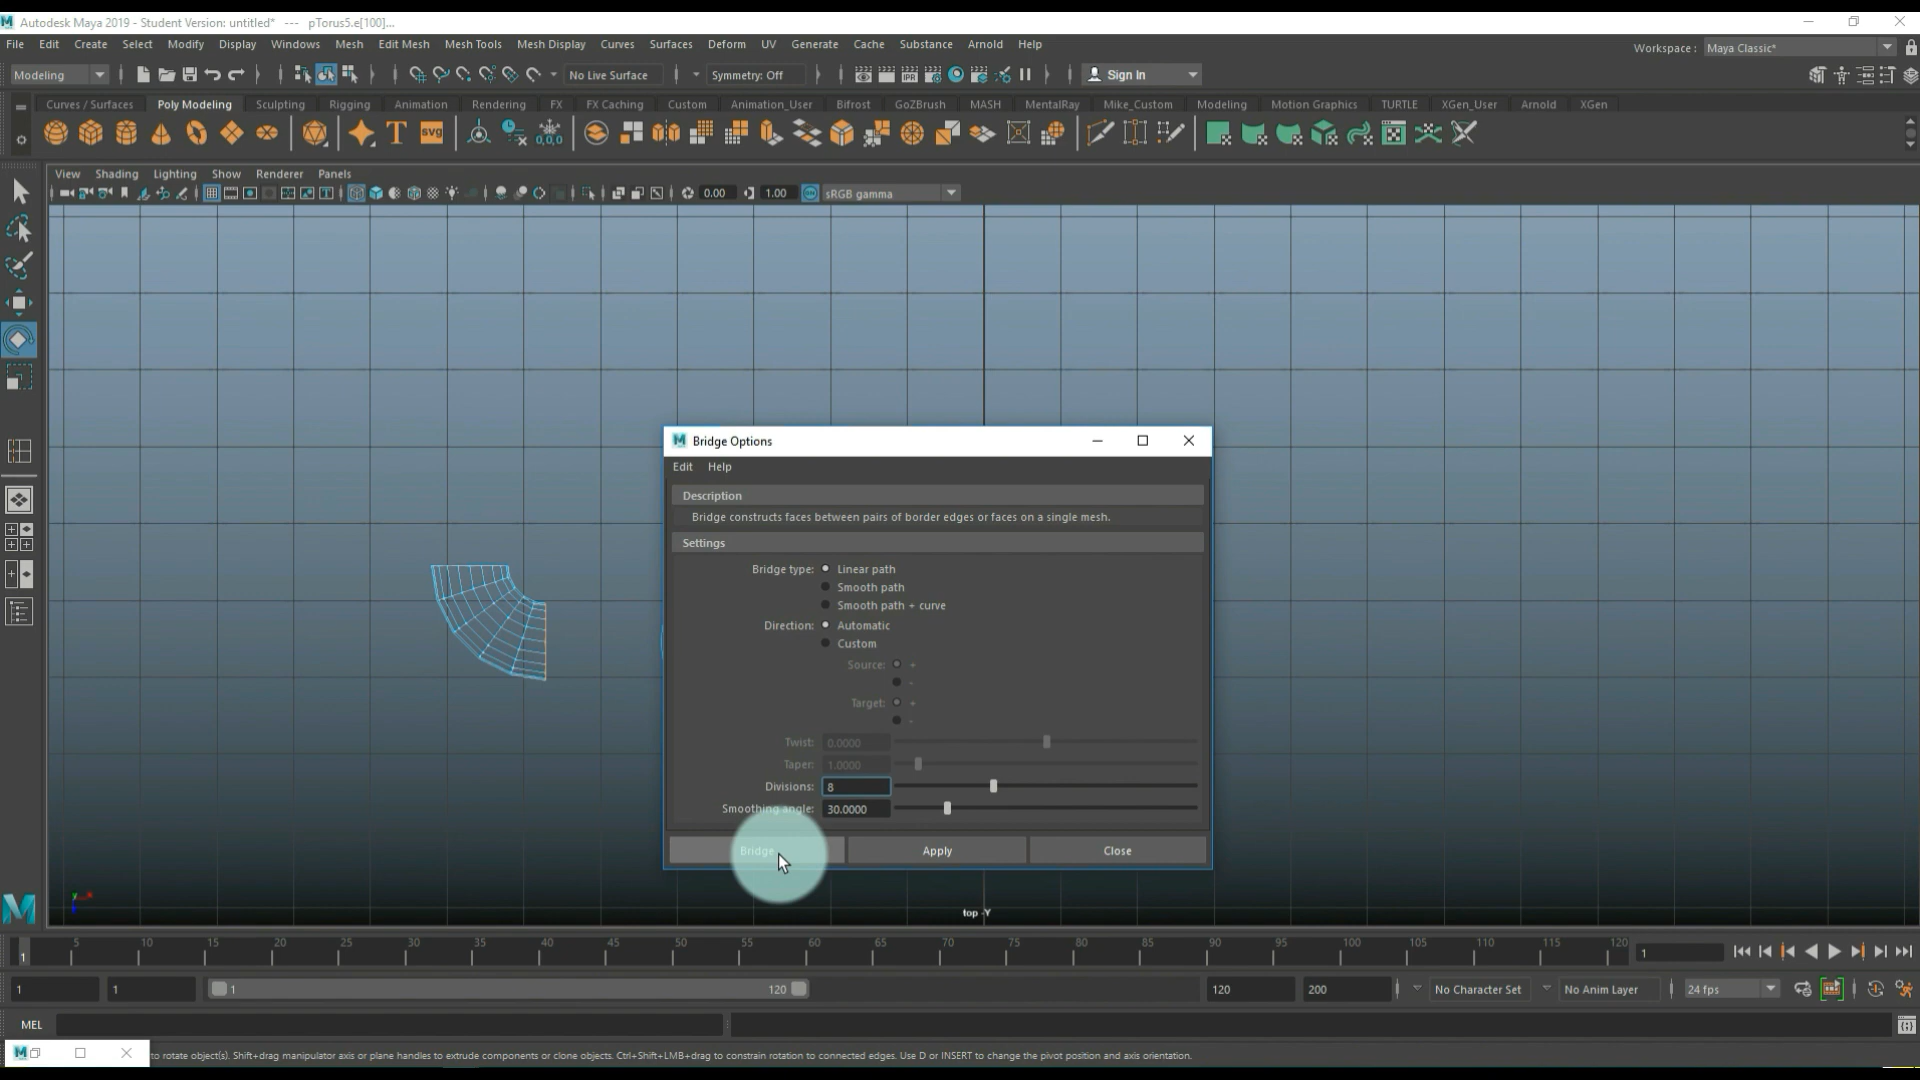 Autodesk Maya 2019 - Student Version: untitled* --- pTorus5.e[100]...
File Edit Create Select Modify Display Windows Mesh Edit Mesh Mesh Tools Mesh Display Curves Surfaces Deform UV Generate Cache Substance Arnold Help
Workspace: Maya Classic*
Modeling
No Live Surface
Symmetry: Off
Sign In
Curves / Surfaces Poly Modeling Sculpting Rigging Animation Rendering FX FX Caching Custom Animation_User Bifrost GoZBrush MASH MentalRay Mike_Custom Modeling Motion Graphics TURTLE XGen_User Arnold XGen
View Shading Lighting Show Renderer Panels
0.00 1.00 sRGB gamma
Bridge Options
Edit Help
Description
Bridge constructs faces between pairs of border edges or faces on a single mesh.
Settings
Bridge type: Linear path
Smooth path
Smooth path + curve
Direction: Automatic
Custom
Source: +
-
Target: +
-
Twist: 0.0000
Taper: 1.0000
Divisions: 8
Smoothing angle: 30.0000
Bridge Apply Close
top -Y
5 10 15 20 25 30 35 40 45 50 55 60 65 70 75 80 85 90 95 100 105 110 115 120
1
1
1 1 1 120 120 200 No Character Set No Anim Layer 24 fps
MEL
to rotate object(s). Shift+drag manipulator axis or plane handles to extrude components or clone objects. Ctrl+Shift+LMB+drag to constrain rotation to connected edges. Use D or INSERT to change the pivot position and axis orientation.